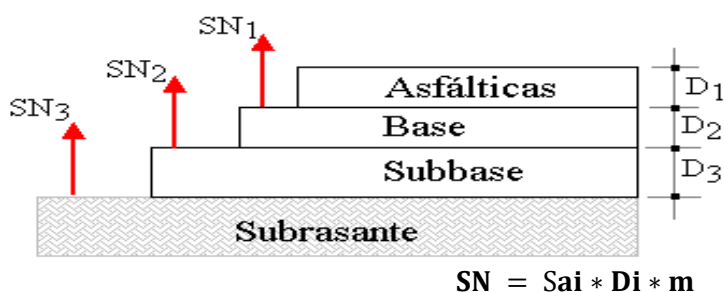 SN1
SN2
SN3
Asfálticas
D1
Base
D2
Subbase
D3
Subrasante
SN = Sai * Di * m